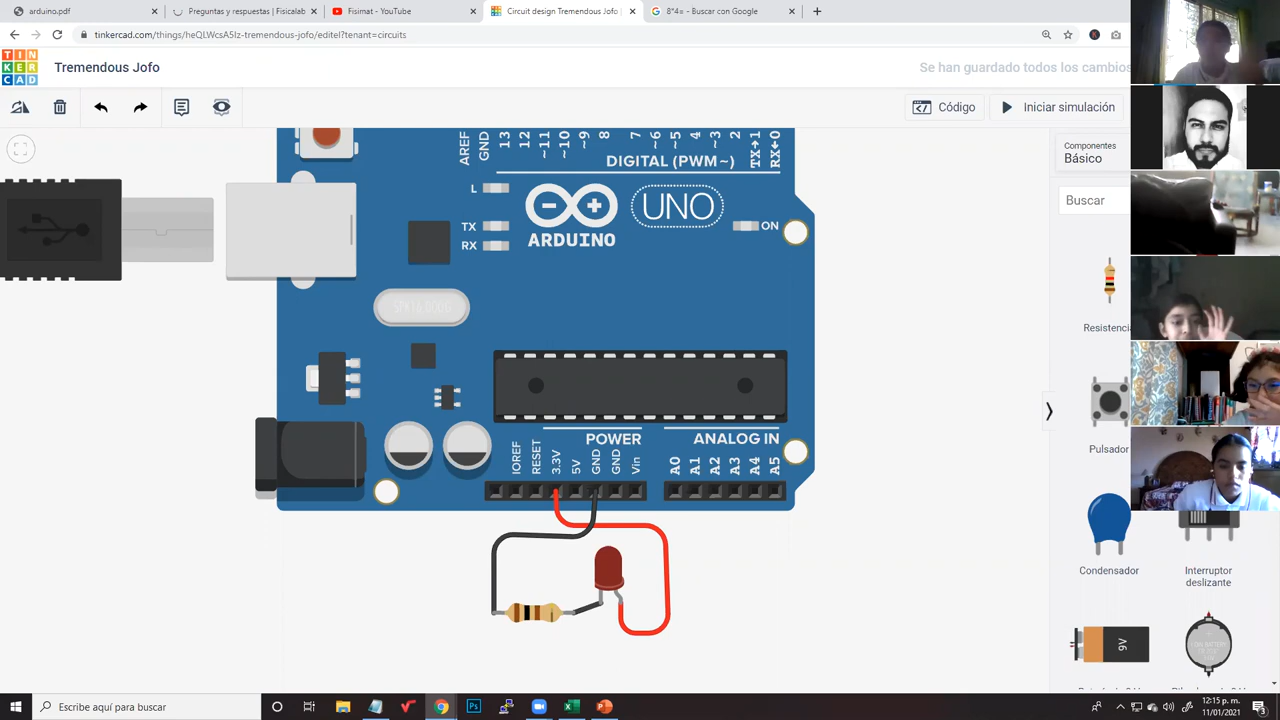 arduino.pdf
Preguntas y respuestas | Fisicalab
Fisimat - YouTube
Circuit design Tremendous Jofo |
8*4= - Buscar con Google
tinkercad.com/things/heQLWcsA5Iz-tremendous-jofo/editel?tenant=circuits
TIN
KER
CAD
Tremendous Jofo
Se han guardado todos los cambios
Código
Iniciar simulación
AREF
GND
13
12
~11
~10
~9
8
7
~6
~5
4
~3
2
TX→1
RX←0
DIGITAL (PWM~)
L
TX
RX
ARDUINO
UNO
ON
Componentes
Básico
Buscar
Resistencia
Pulsador
Condensador
Interruptor
deslizante
9V
POWER
ANALOG IN
IOREF
RESET
3.3V
5V
GND
GND
Vin
A0
A1
A2
A3
A4
A5
Escribe aquí para buscar
12:15 p. m.
11/01/2021